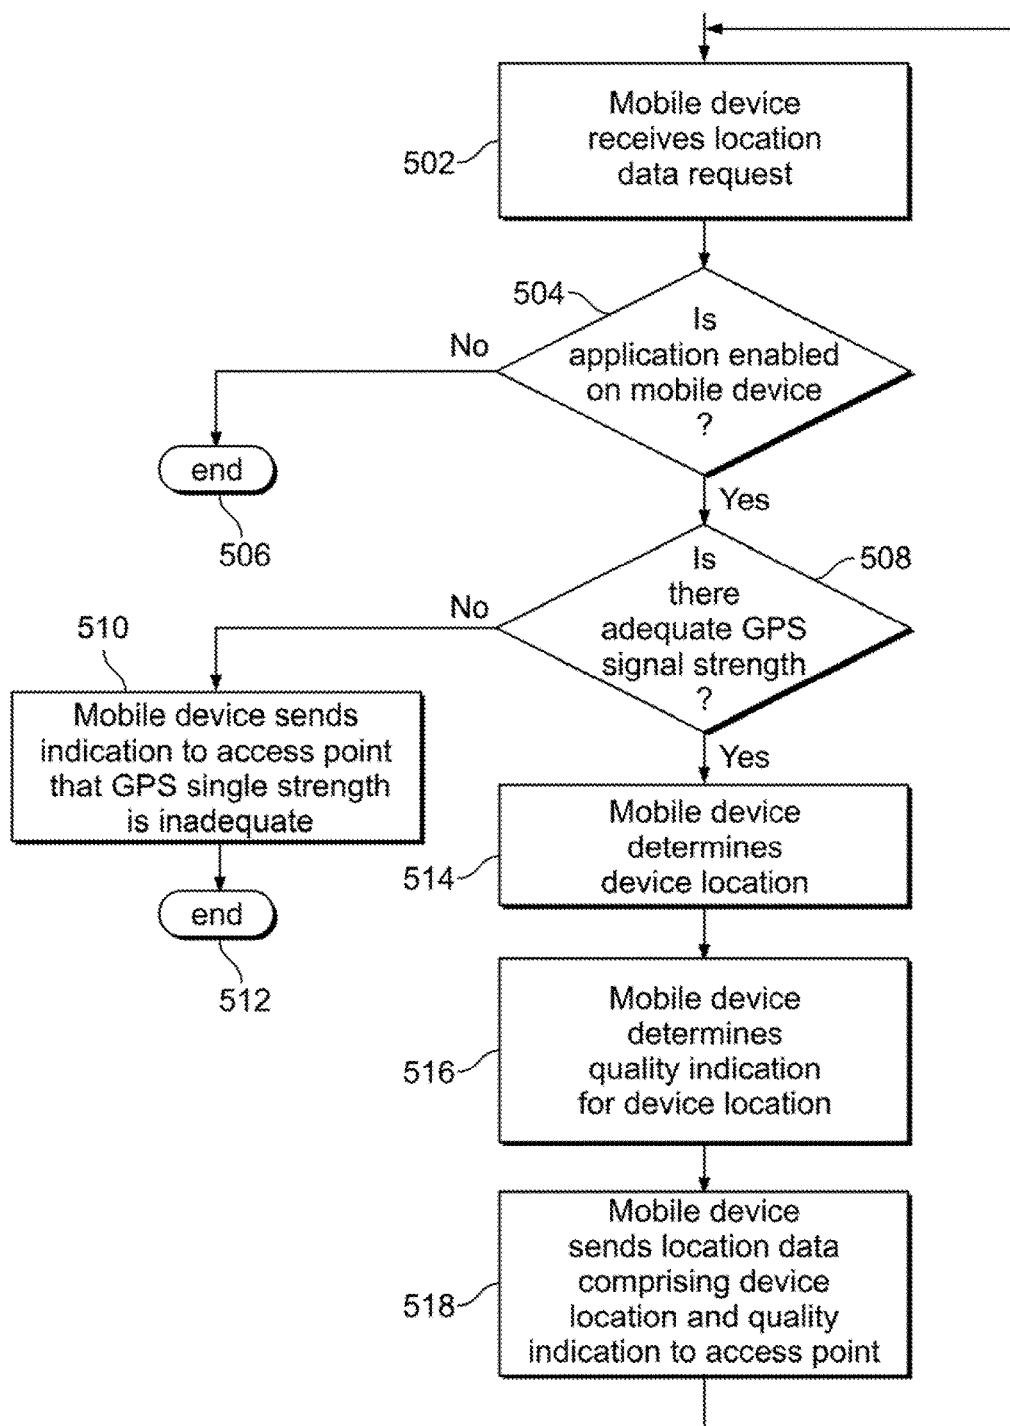 Mobile device
receives location
data request
502
504
Is
application enabled
on mobile device
?
No
end
506
Yes
508
Is
there
adequate GPS
signal strength
?
No
510
Mobile device sends
indication to access point
that GPS single strength
is inadequate
end
512
Yes
Mobile device
determines
device location
514
Mobile device
determines
quality indication
for device location
516
Mobile device
sends location data
comprising device
location and quality
indication to access point
518